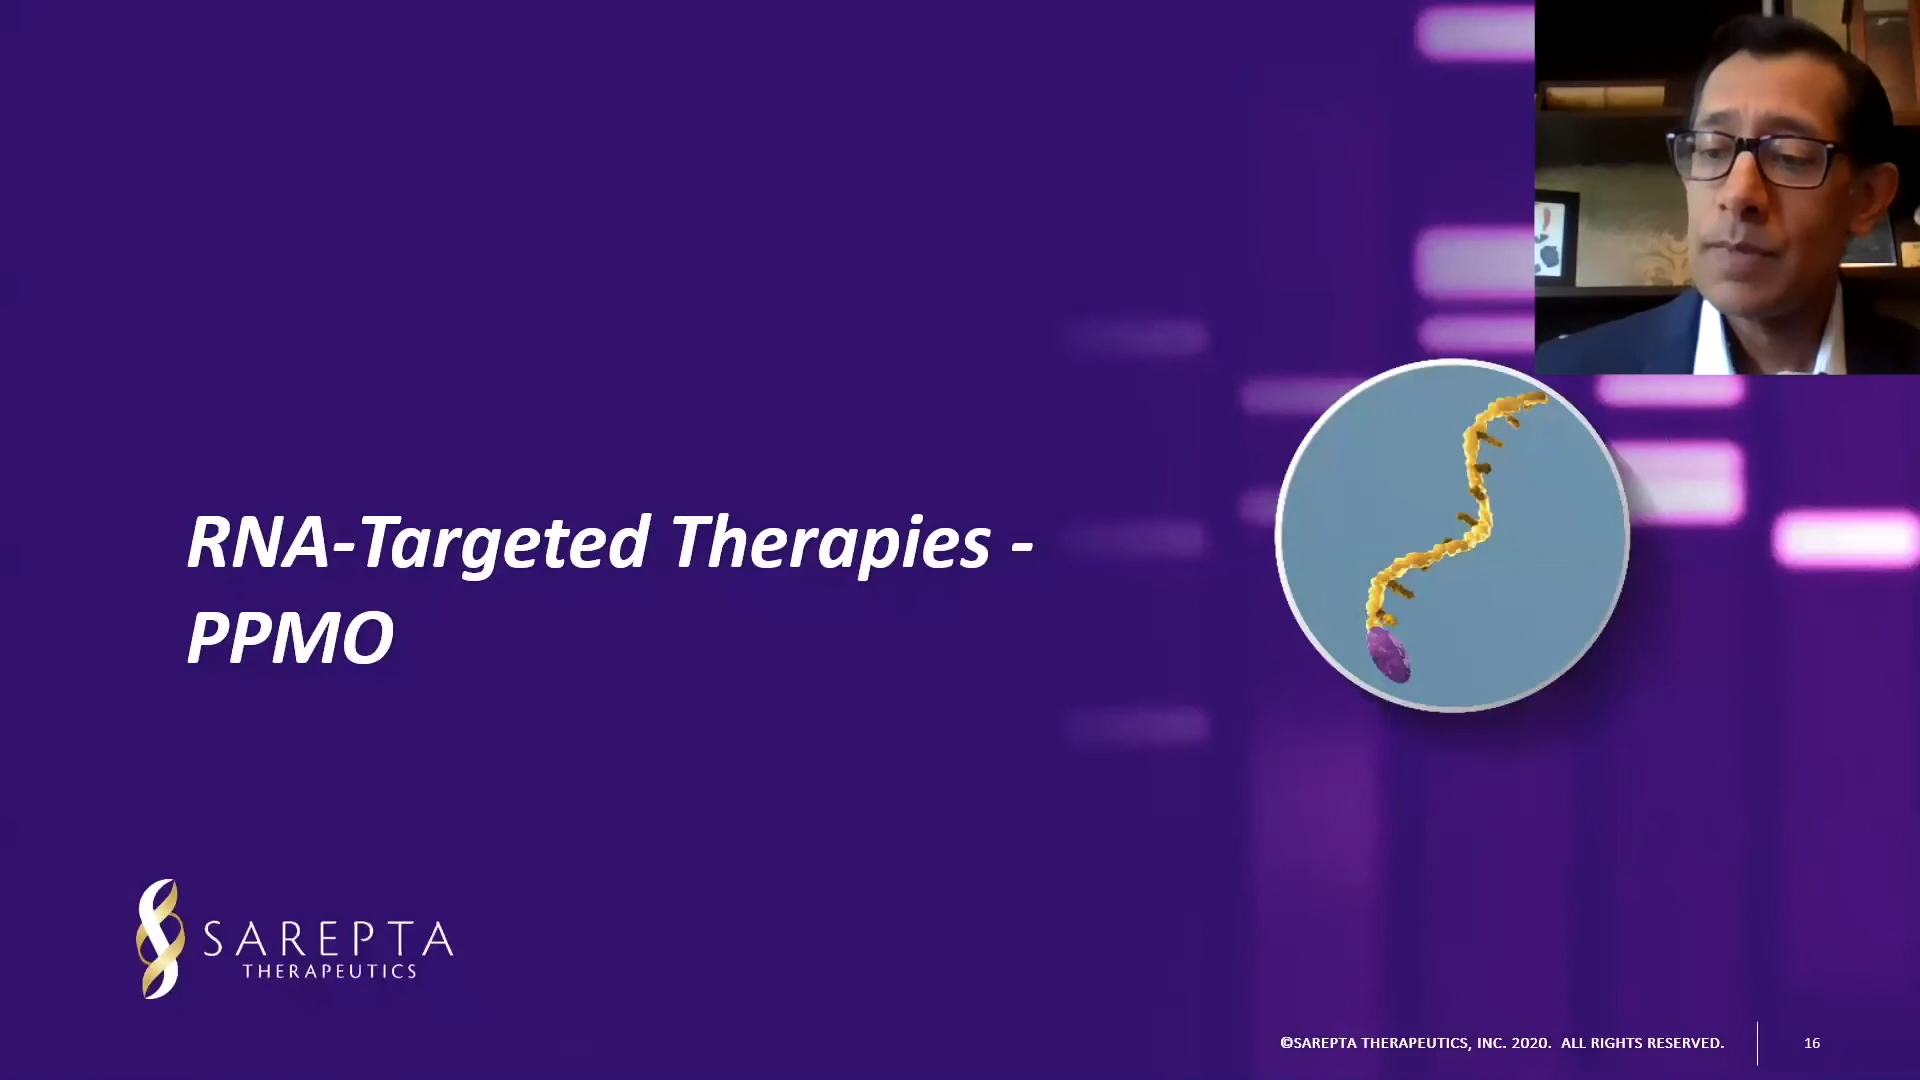 RNA-Targeted Therapies -
PPMO
SAREPTA
THERAPEUTICS
©SAREPTA THERAPEUTICS, INC. 2020. ALL RIGHTS RESERVED.
16